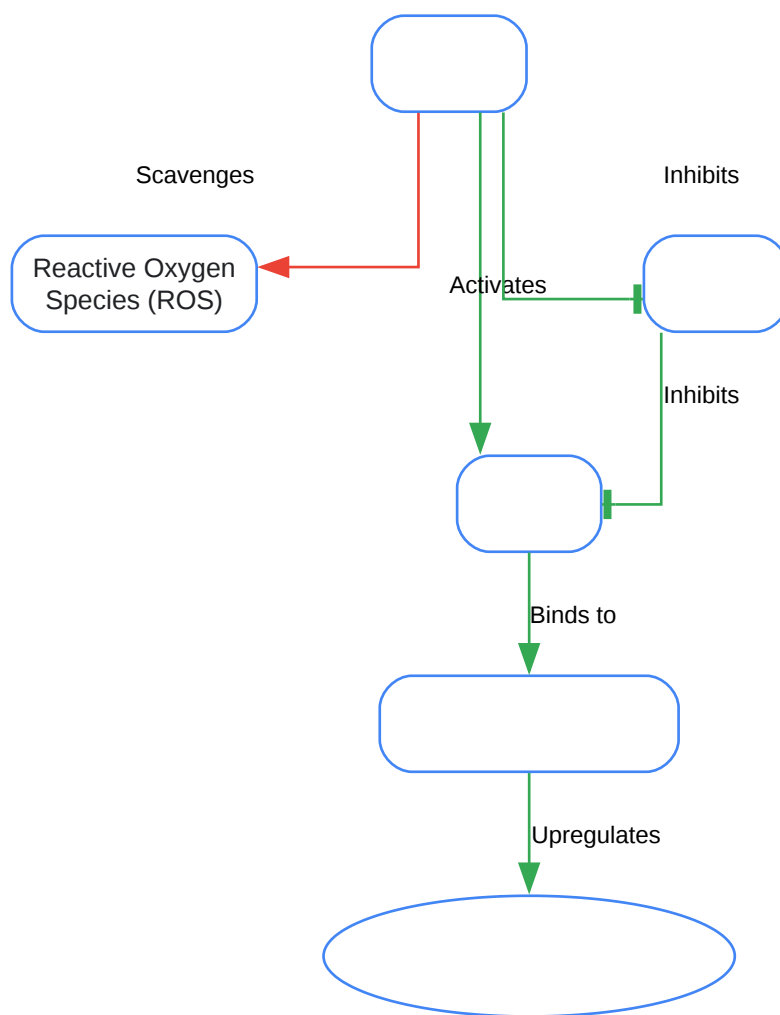 Scavenges
Inhibits
Reactive Oxygen
Species (ROS)
Activates
Inhibits
Binds to
Upregulates